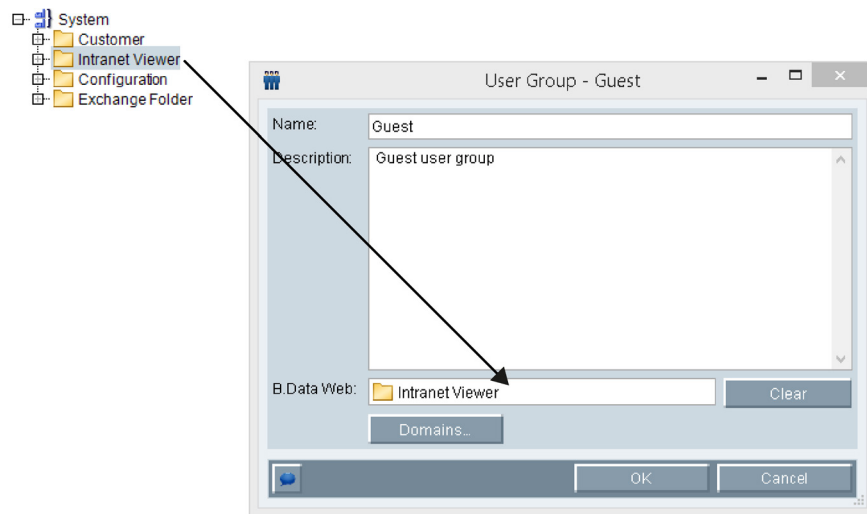 System
Customer
Intranet Viewer
Configuration
Exchange Folder
User Group - Guest
Name: Guest
Description: Guest user group
B.Data Web: Intranet Viewer Clear
Domains...
OK Cancel